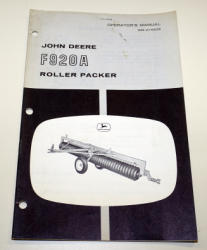 OPERATOR'S MANUAL
JOHN DEERE
F920A
ROLLER PACKER